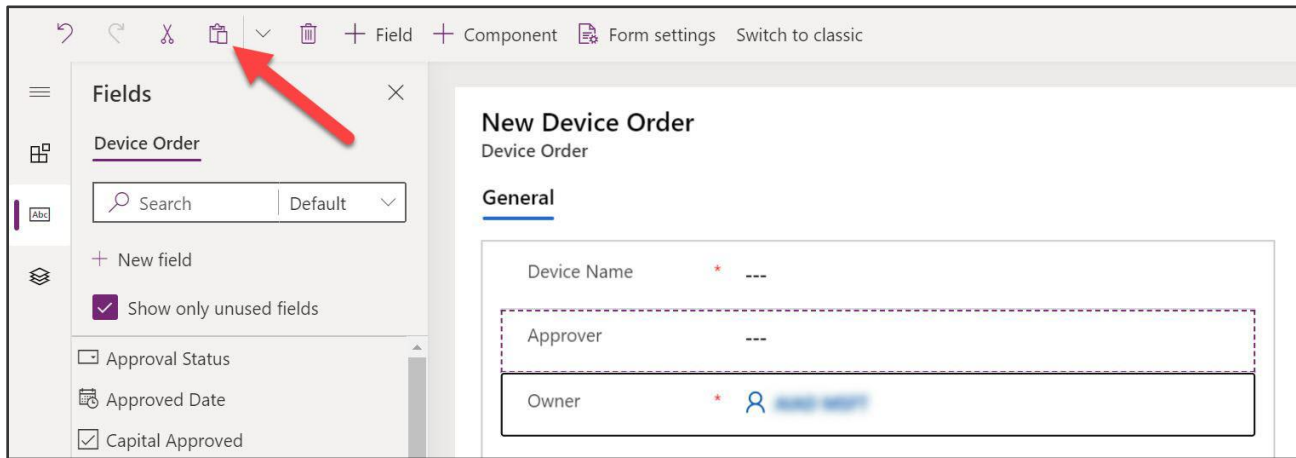 + Field + Component Form settings Switch to classic
Fields
Device Order
Search Default
+ New field
Show only unused fields
Approval Status
Approved Date
Capital Approved
Abc
New Device Order
Device Order
General
Device Name * ---
Approver ---
Owner *